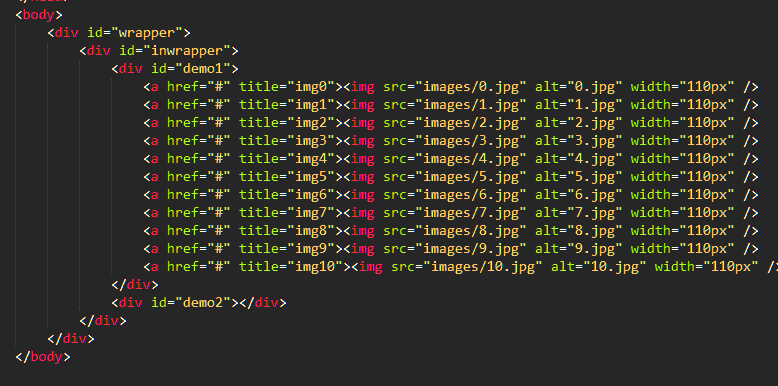 <body>
<div id="wrapper">
<div id="inwrapper">
<div id="demo1">
<a href="#" title="img0"><img src="images/0.jpg" alt="0.jpg" width="110px" />
<a href="#" title="img1"><img src="images/1.jpg" alt="1.jpg" width="110px" />
<a href="#" title="img2"><img src="images/2.jpg" alt="2.jpg" width="110px" />
<a href="#" title="img3"><img src="images/3.jpg" alt="3.jpg" width="110px" />
<a href="#" title="img4"><img src="images/4.jpg" alt="4.jpg" width="110px" />
<a href="#" title="img5"><img src="images/5.jpg" alt="5.jpg" width="110px" />
<a href="#" title="img6"><img src="images/6.jpg" alt="6.jpg" width="110px" />
<a href="#" title="img7"><img src="images/7.jpg" alt="7.jpg" width="110px" />
<a href="#" title="img8"><img src="images/8.jpg" alt="8.jpg" width="110px" />
<a href="#" title="img9"><img src="images/9.jpg" alt="9.jpg" width="110px" />
<a href="#" title="img10"><img src="images/10.jpg" alt="10.jpg" width="110px" /
</div>
<div id="demo2"></div>
</div>
</div>
</body>